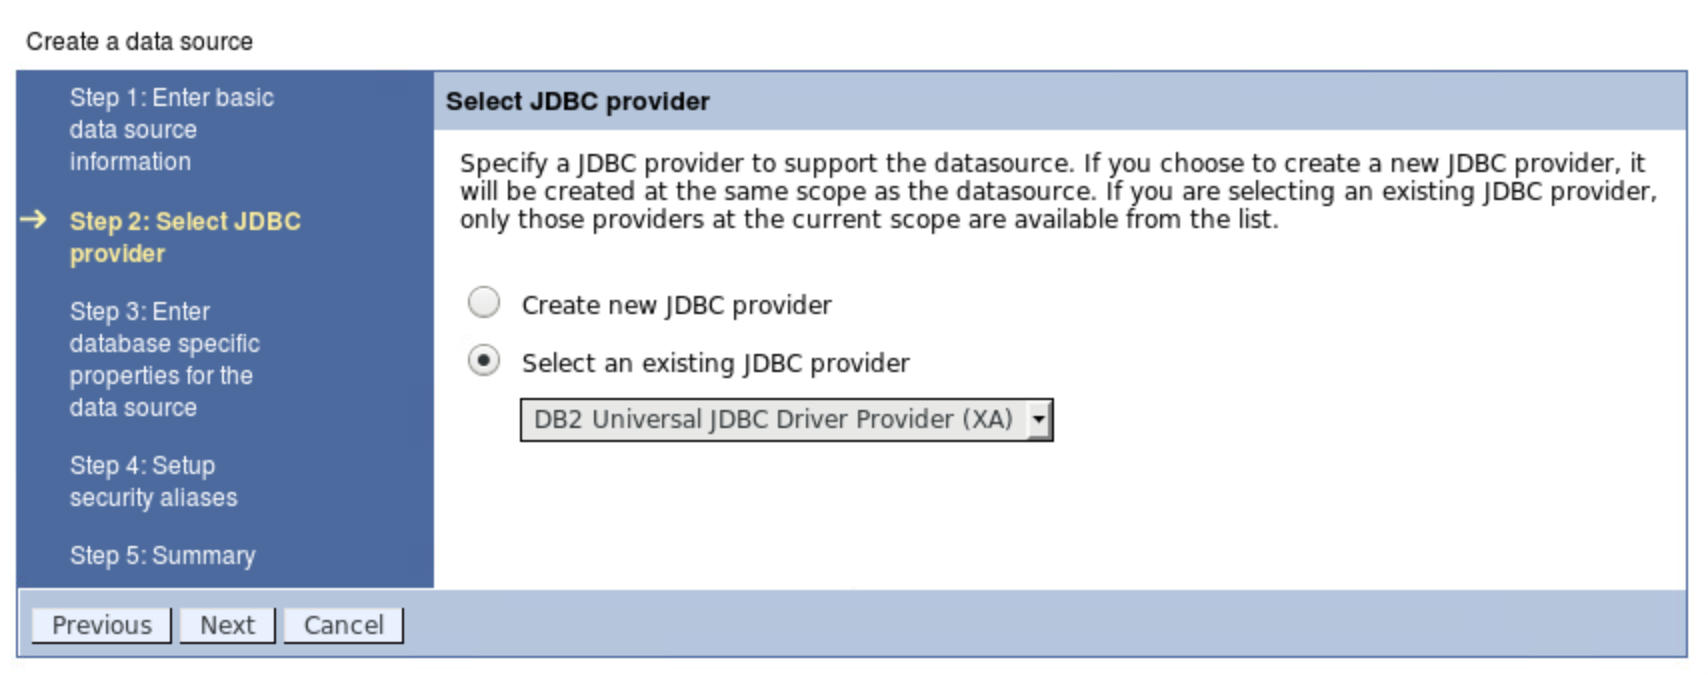 Create a data source
Step 1: Enter basic
data source
information
Step 2: Select JDBC
provider
Step 3: Enter
database specific
properties for the
data source
Step 4: Setup
security aliases
Step 5: Summary
Select JDBC provider
Specify a JDBC provider to support the datasource. If you choose to create a new JDBC provider, it
will be created at the same scope as the datasource. If you are selecting an existing JDBC provider,
only those providers at the current scope are available from the list.
Create new JDBC provider
Select an existing JDBC provider
DB2 Universal JDBC Driver Provider (XA)
Previous Next Cancel